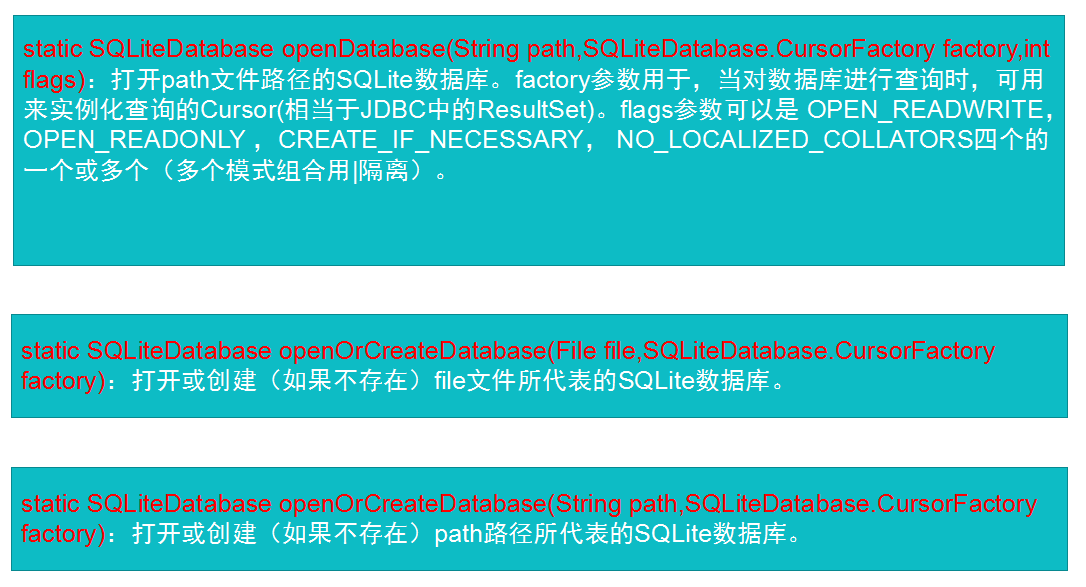 static SQLiteDatabase openDatabase(String path,SQLiteDatabase.CursorFactory factory,int
flags)：打开path文件路径的SQLite数据库。factory参数用于，当对数据库进行查询时，可用
来实例化查询的Cursor(相当于JDBC中的ResultSet)。flags参数可以是 OPEN_READWRITE，
OPEN_READONLY ，CREATE_IF_NECESSARY， NO_LOCALIZED_COLLATORS四个的
一个或多个（多个模式组合用|隔离）。
static SQLiteDatabase openOrCreateDatabase(File file,SQLiteDatabase.CursorFactory
factory)：打开或创建（如果不存在）file文件所代表的SQLite数据库。
static SQLiteDatabase openOrCreateDatabase(String path,SQLiteDatabase.CursorFactory
factory)：打开或创建（如果不存在）path路径所代表的SQLite数据库。